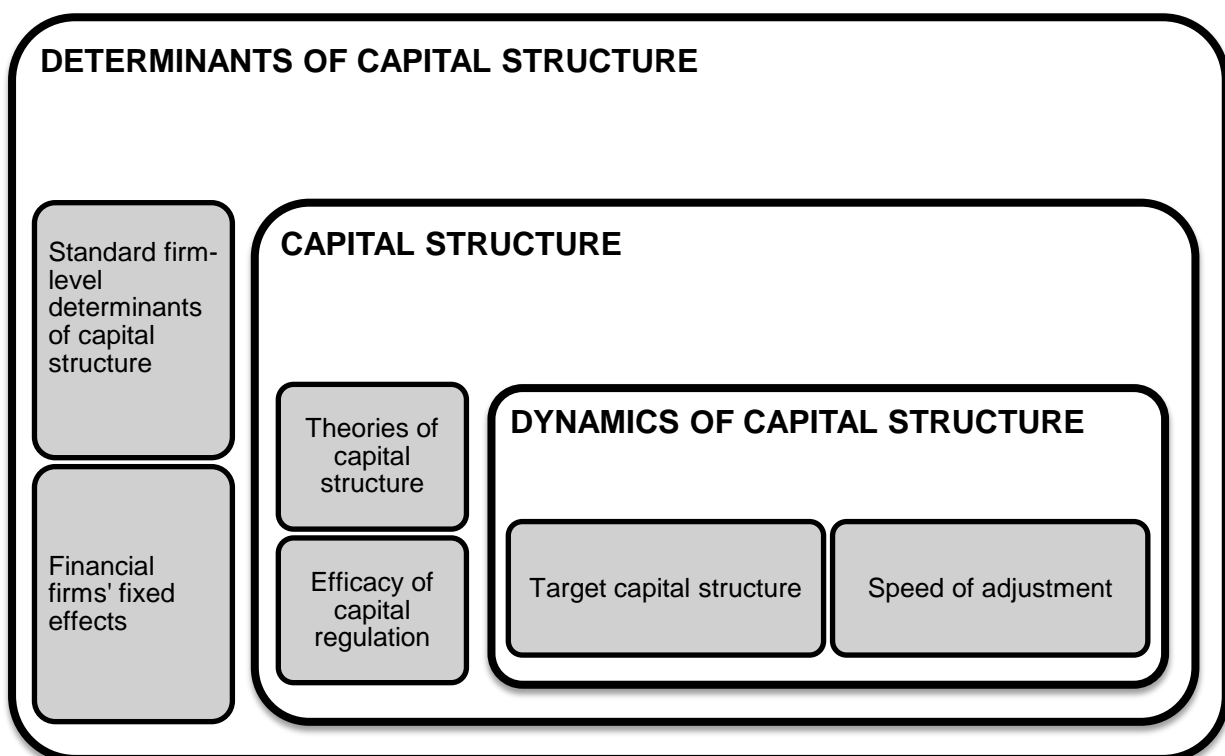 DETERMINANTS OF CAPITAL STRUCTURE
Standard firm-
level
determinants
of capital
structure
Financial
firms' fixed
effects
CAPITAL STRUCTURE
Theories of
capital
structure
Efficacy of
capital
regulation
DYNAMICS OF CAPITAL STRUCTURE
Target capital structure
Speed of adjustment